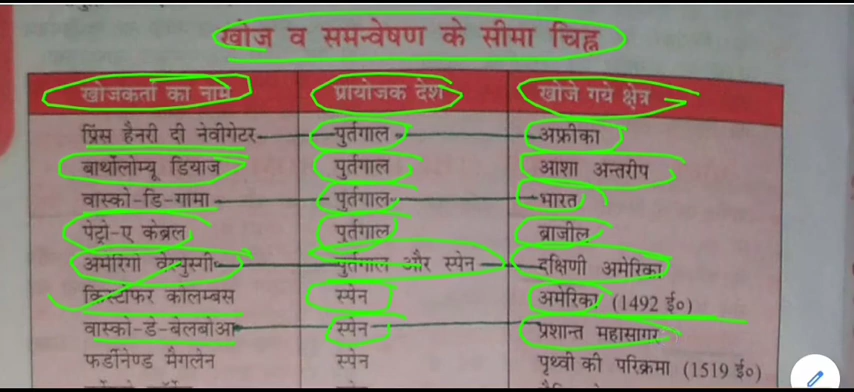 खोज व समन्वेषण के सीमा चिह्न
खोजकर्ता का नाम प्रायोजक देश खोजे गये क्षेत्र
प्रिंस हैनरी दी नेवीगेटर पुर्तगाल अफ्रीका
बार्थोलोम्यू डियाज पुर्तगाल आशा अन्तरीप
वास्को-डि-गामा पुर्तगाल भारत
पेट्रो-ए केब्रल पुर्तगाल ब्राजील
अमेरिगो वेस्पुस्गी पुर्तगाल और स्पेन दक्षिणी अमेरिका
क्रिस्टोफर कोलम्बस स्पेन अमेरिका (1492 ई०)
वास्को-डे-बेलबोआ स्पेन प्रशान्त महासागर
फर्डीनेण्ड मैगलेन स्पेन पृथ्वी की परिक्रमा (1519 ई०)